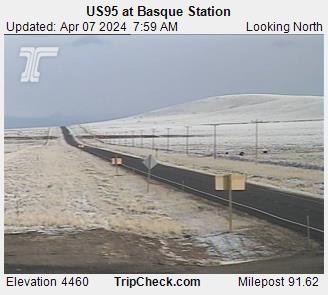 US95 at Basque Station
Updated: Apr 07 2024 7:59 AM Looking North
Elevation 4460 TripCheck.com Milepost 91.62